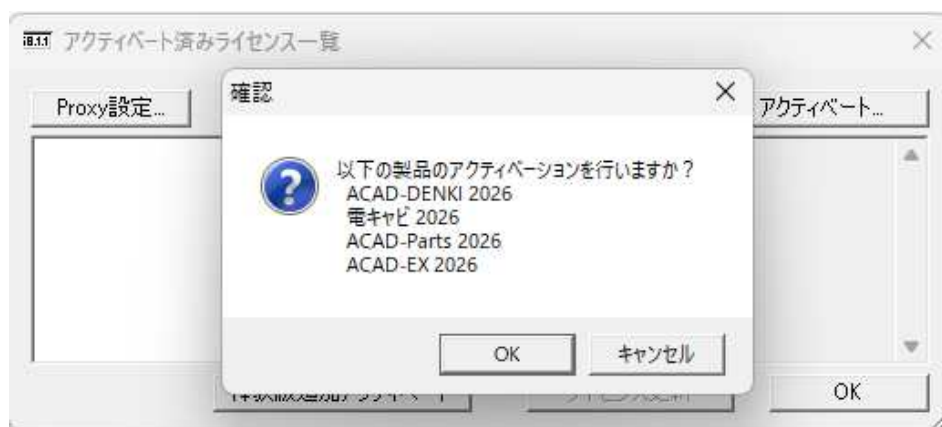 アクティベート済みライセンス一覧
Proxy設定...
アクティベート...
確認
以下の製品のアクティベーションを行いますか？
ACAD-DENKI 2026
電キャビ 2026
ACAD-Parts 2026
ACAD-EX 2026
OK
キャンセル
OK